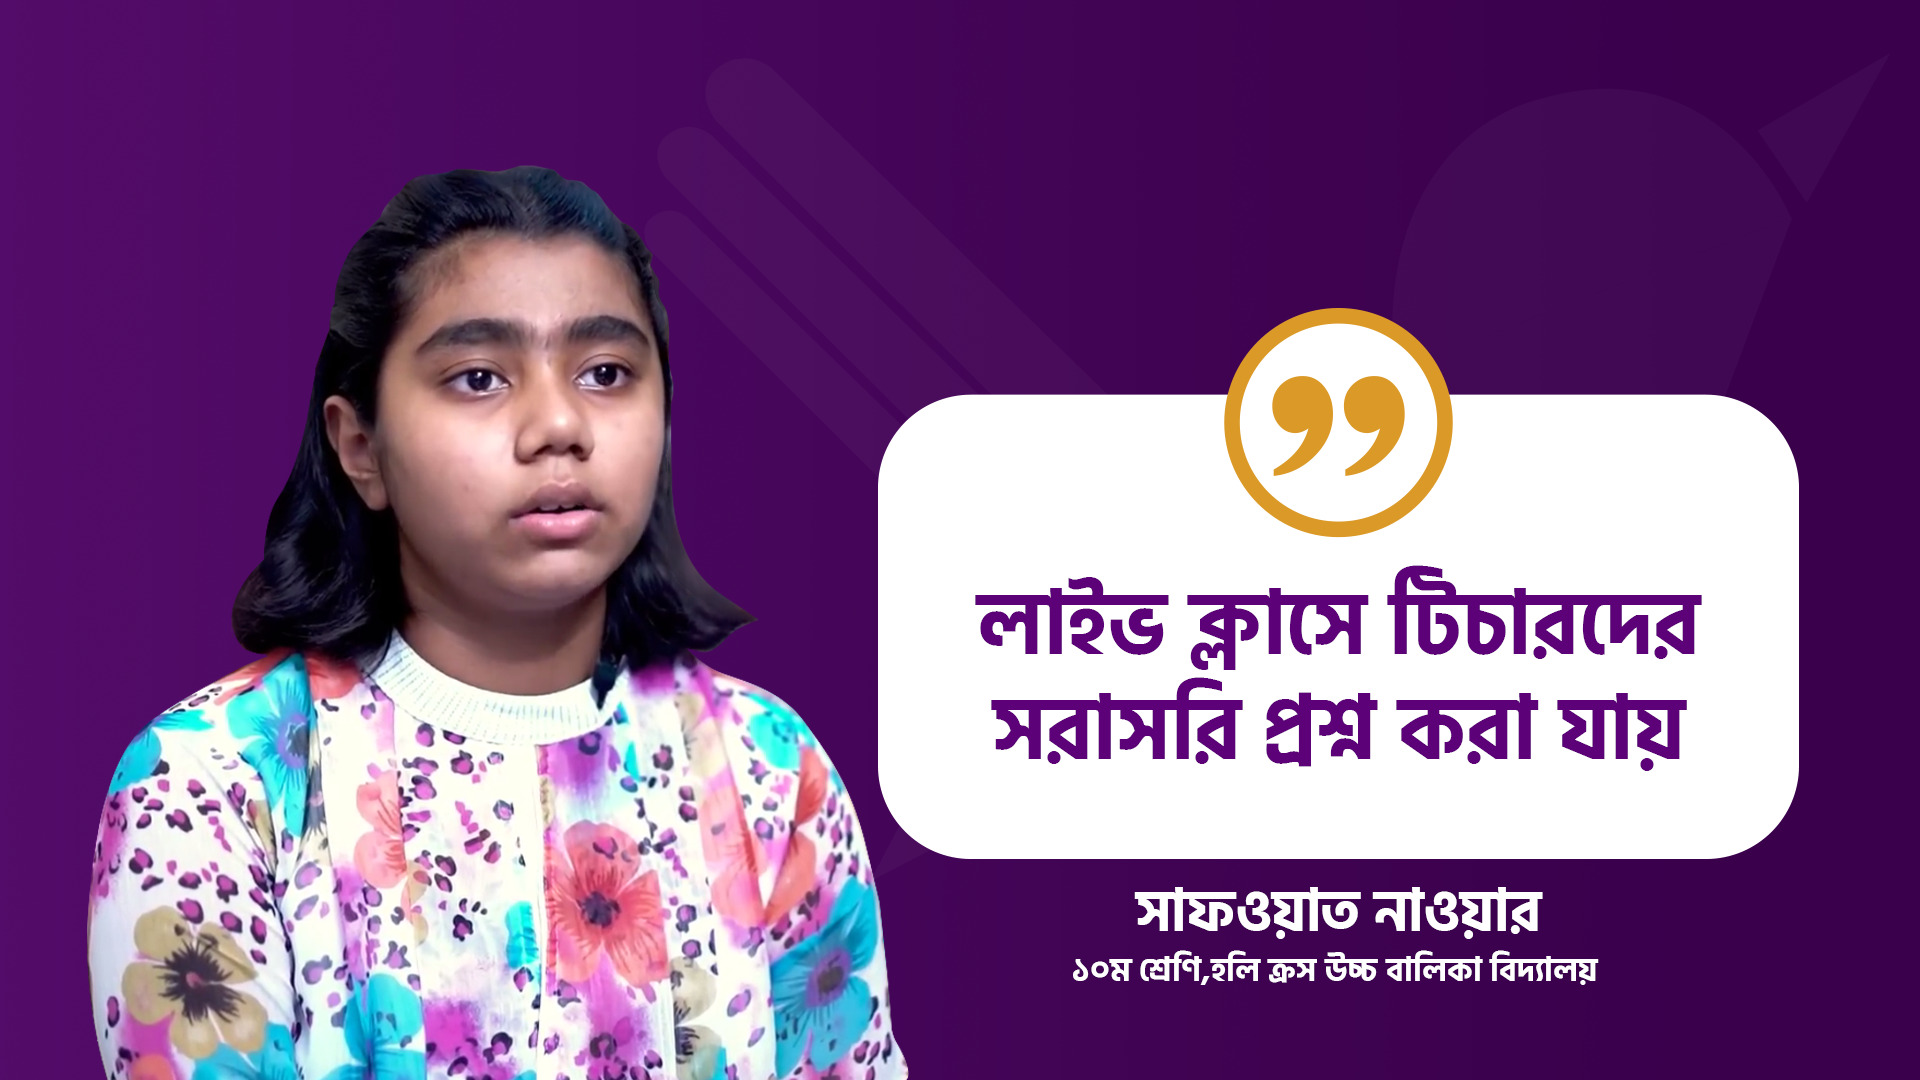 লাইভ ক্লাসে টিচারদের
সরাসরি প্রশ্ন করা যায়
সাফওয়াত নাওয়ার
১০ম শ্রেণি,হলি ক্রস উচ্চ বালিকা বিদ্যালয়